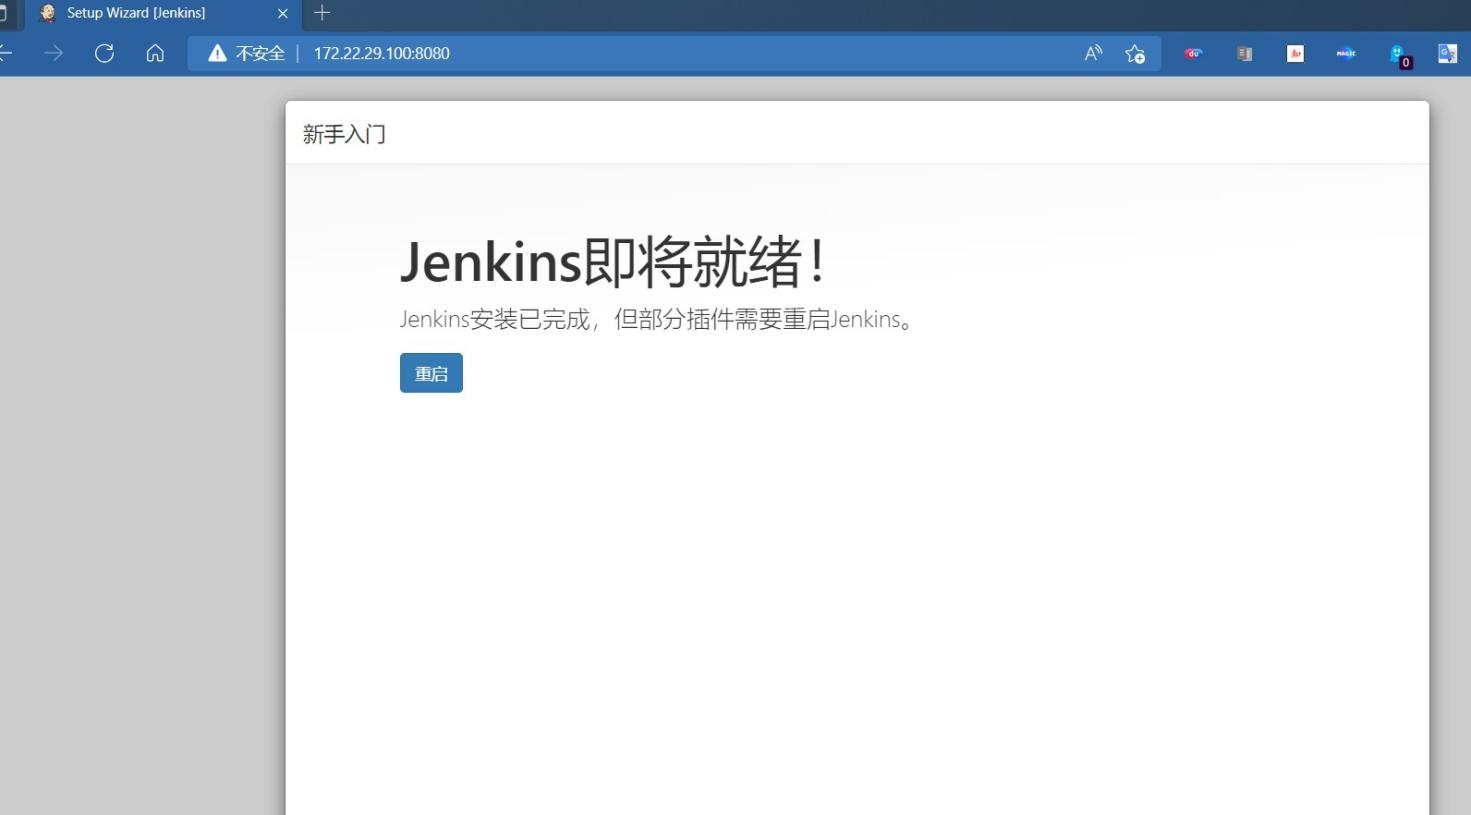 Setup Wizard [Jenkins]
不安全 | 172.22.29.100:8080
0
新手入门
Jenkins即将就绪！
Jenkins安装已完成，但部分插件需要重启Jenkins。
重启